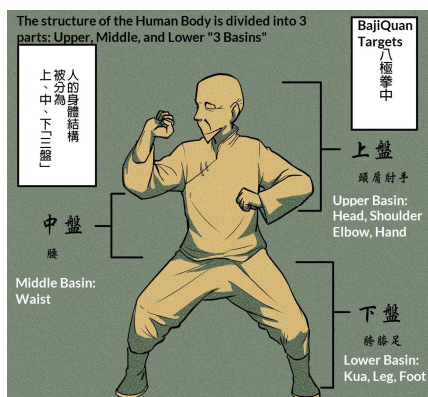 The structure of the Human Body is divided into 3
parts: Upper, Middle, and Lower "3 Basins"
BajiQuan
Targets
八極拳中
人的身體結構
被分為
上、中、下「三盤」
上盤
頭肩肘手
Upper Basin:
Head, Shoulder
Elbow, Hand
中盤
腰
Middle Basin:
Waist
下盤
胯膝足
Lower Basin:
Kua, Leg, Foot